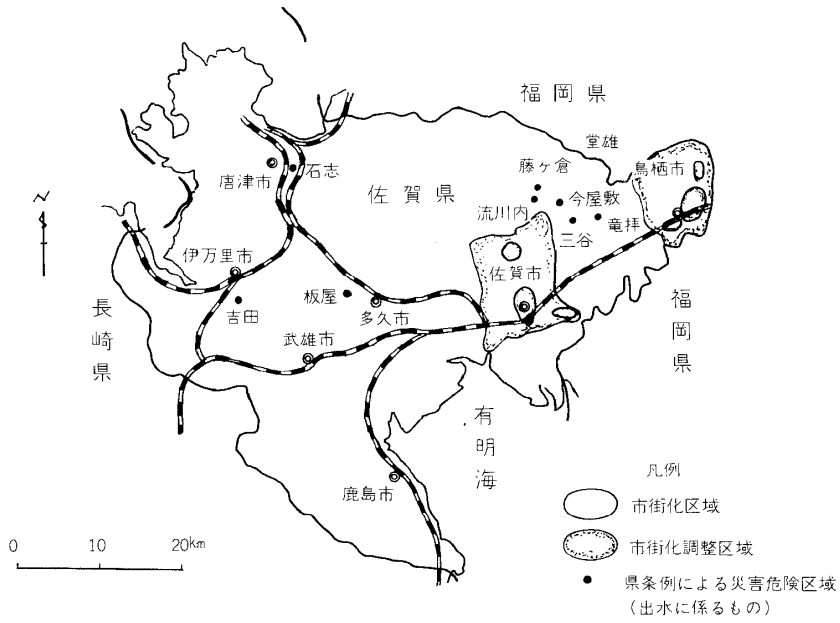 福岡県
堂雄
鳥栖市
藤ヶ倉
石志
唐津市
佐賀県
今屋敷
流川内
竜拝
三谷
N
伊万里市
佐賀市
板屋
吉田
多久市
長崎県
福岡県
武雄市
有明海
凡例
鹿島市
市街化区域
市街化調整区域
0 10 20km
県条例による災害危険区域
(出水に係るもの)